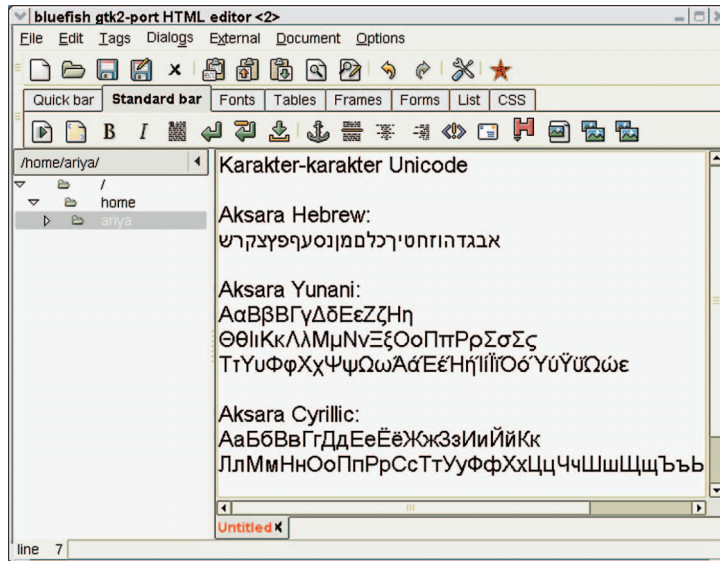 bluefish gtk2-port HTML editor <2>
File Edit Tags Dialogs External Document Options
Quick bar Standard bar Fonts Tables Frames Forms List CSS
B I
/home/ariya/
/
home
ariya
Karakter-karakter Unicode
Aksara Hebrew:
אבגדהוזחטיךכלםמןנסעףפץצקרש
Aksara Yunani:
ΑαΒβΒΓγΔδΕεΖζΗη
ΘθΙιΚκΛλΜμΝνΞξΟοΠπΡρΣσΣς
ΤτΥυΦφΧχΨψΩωΆάΈέΉήΊίΪϊΌόΎύΫϋΏώε
Aksara Cyrillic:
АаБбВвГгДдЕеЁёЖжЗзИиЙйКк
ЛлМмНнОоПпРрСсТтУуФфХхЦцЧчШшЩщЪъЬ
Untitled
line 7